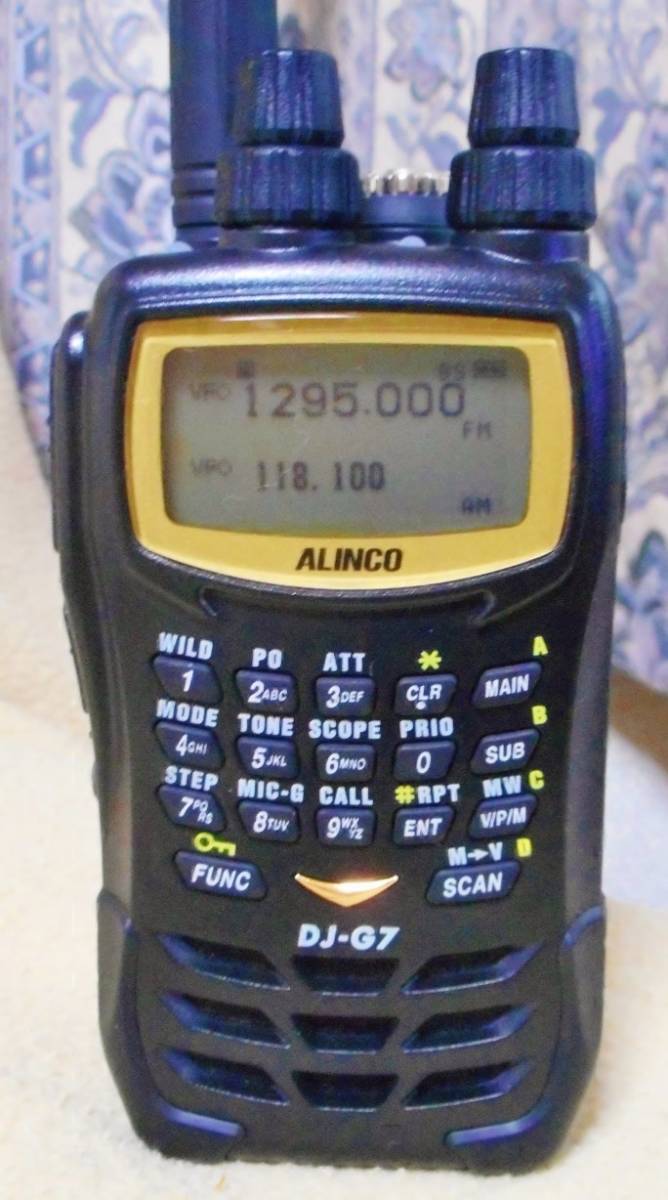 VFO 1295.000
FM
VFO 118.100
AM
ALINCO
A
WILD PO ATT *
1 2ABC 3DEF CLR MAIN
B
MODE TONE SCOPE PRIO
4GHI 5JKL 6MNO 0 SUB
STEP MIC-G CALL #RPT MW C
7PQRS 8TUV 9WXYZ ENT V/P/M
M→V D
FUNC SCAN
DJ-G7